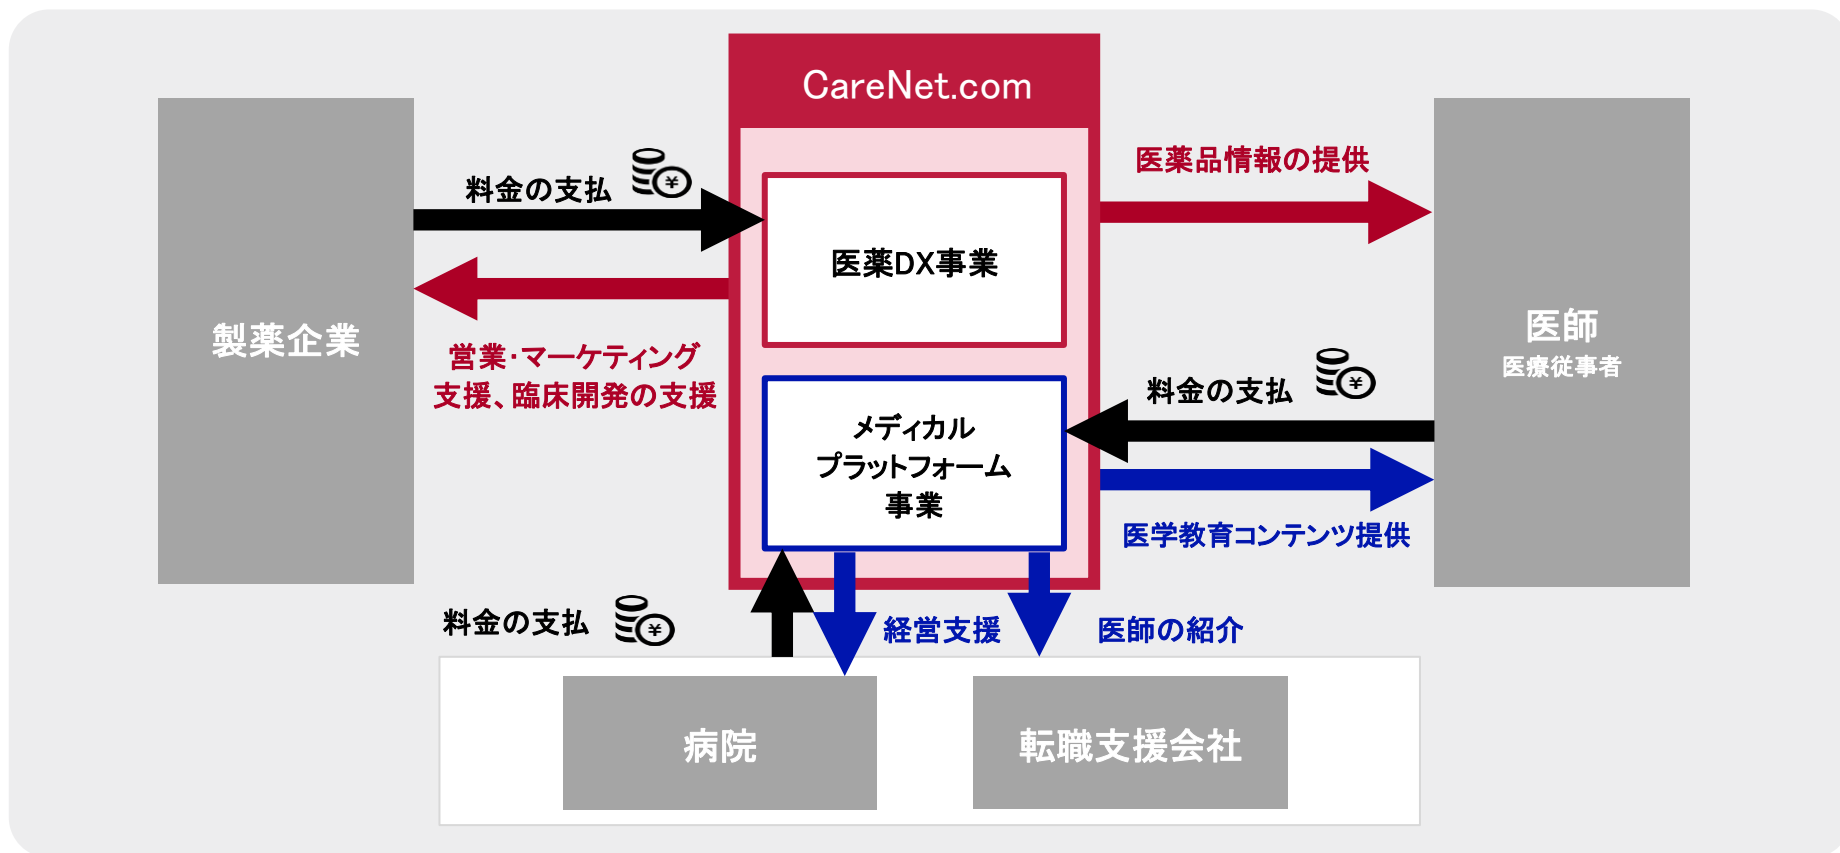 CareNet.com
製薬企業
料金の支払
¥
営業・マーケティング
支援、臨床開発の支援
医薬DX事業
メディカル
プラットフォーム
事業
医薬品情報の提供
料金の支払
¥
医学教育コンテンツ提供
医師
医療従事者
料金の支払
¥
経営支援
医師の紹介
病院
転職支援会社